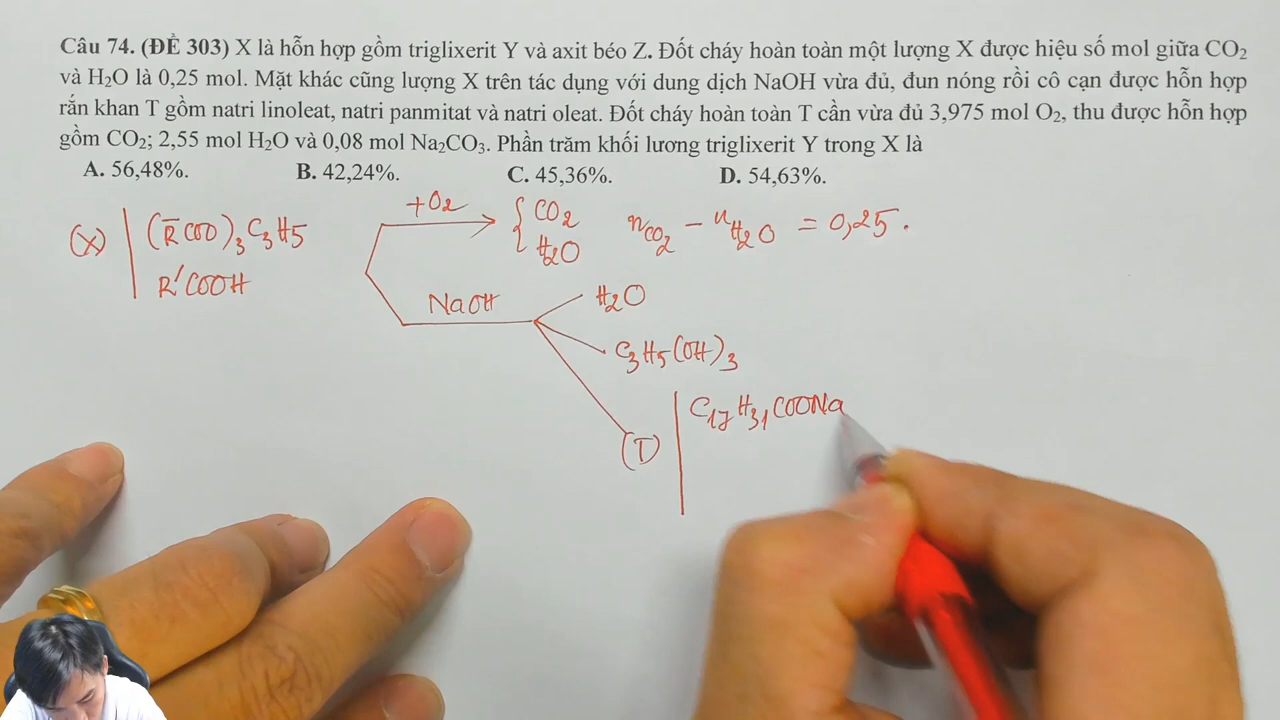 Câu 74. (ĐỀ 303) X là hỗn hợp gồm triglixerit Y và axit béo Z. Đốt cháy hoàn toàn một lượng X được hiệu số mol giữa CO₂
và H₂O là 0,25 mol. Mặt khác cũng lượng X trên tác dụng với dung dịch NaOH vừa đủ, đun nóng rồi cô cạn được hỗn hợp
rắn khan T gồm natri linoleat, natri panmitat và natri oleat. Đốt cháy hoàn toàn T cần vừa đủ 3,975 mol O₂, thu được hỗn hợp
gồm CO₂; 2,55 mol H₂O và 0,08 mol Na₂CO₃. Phần trăm khối lương triglixerit Y trong X là
A. 56,48%. B. 42,24%. C. 45,36%. D. 54,63%.
+O₂
(X) (R̅COO)₃C₃H₅ CO₂ nCO₂ - nH₂O = 0,25.
R'COOH H₂O
NaOH H₂O
C₃H₅(OH)₃
C₁₇H₃₁COONa
(T)